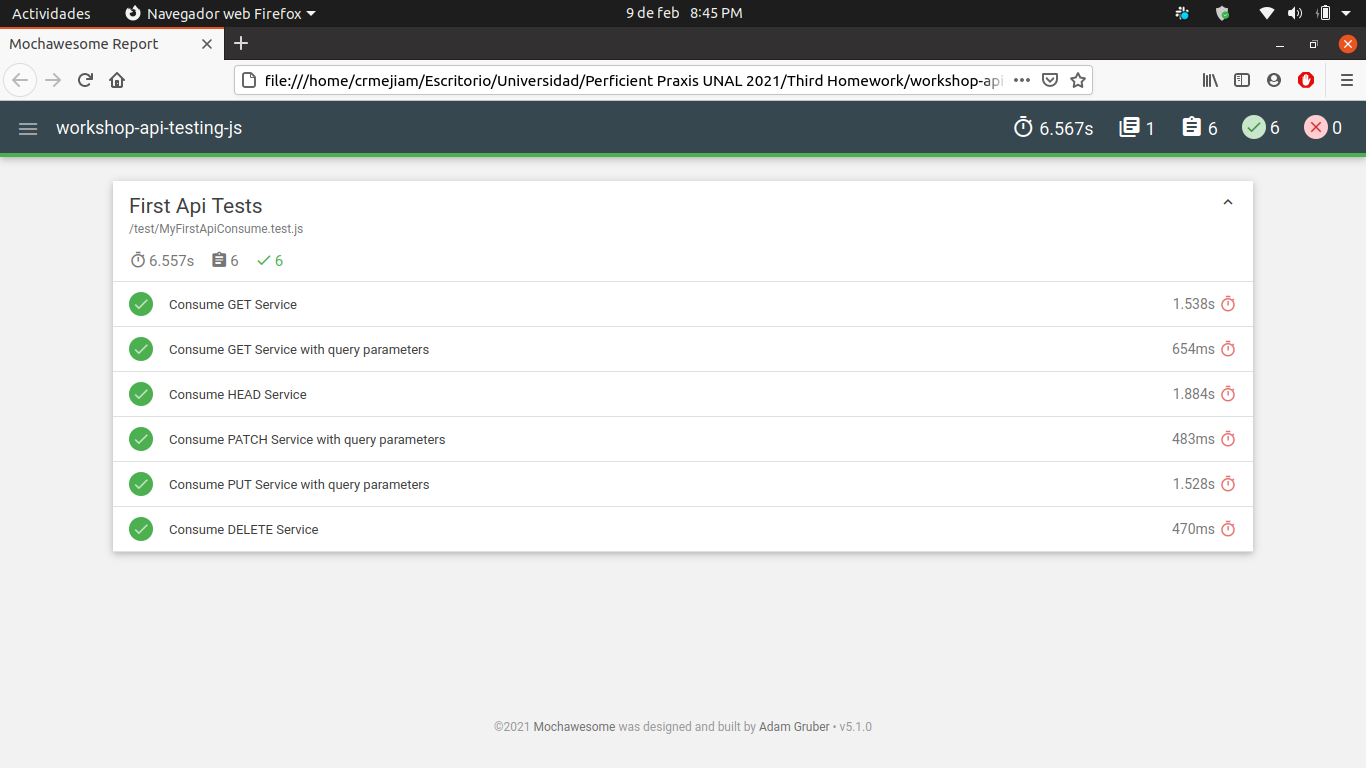 Actividades Navegador web Firefox 9 de feb 8:45 PM
Mochawesome Report
file:///home/crmejiam/Escritorio/Universidad/Perficient Praxis UNAL 2021/Third Homework/workshop-api
workshop-api-testing-js 6.567s 1 6 6 0
First Api Tests
/test/MyFirstApiConsume.test.js
6.557s 6 6
Consume GET Service 1.538s
Consume GET Service with query parameters 654ms
Consume HEAD Service 1.884s
Consume PATCH Service with query parameters 483ms
Consume PUT Service with query parameters 1.528s
Consume DELETE Service 470ms
©2021 Mochawesome was designed and built by Adam Gruber • v5.1.0